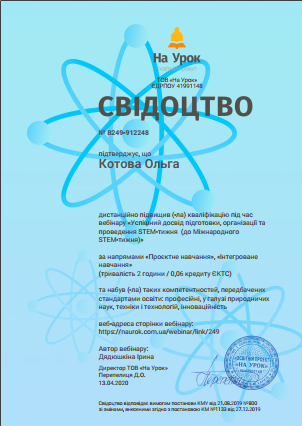 На Урок
ТОВ «На Урок»
ЄДРПОУ 41991148
СВІДОЦТВО
№ B249-912248
підтверджує, що
Котова Ольга
дистанційно підвищив (-ла) кваліфікацію під час
вебінару «Успішний досвід підготовки, організації та
проведення STEM-тижня (до Міжнародного
STEM-тижня)»
за напрямами «Проєктне навчання», «Інтегроване
навчання»
(тривалість 2 години / 0,06 кредиту ЄКТС)
та набув (ла) таких компетентностей, передбачених
стандартами освіти: професійні, у галузі природничих
наук, техніки і технологій, інноваційність
веб-адреса сторінки вебінару:
https://naurok.com.ua/webinar/link/249
Автор вебінару:
Дядюшкіна Ірина
Директор ТОВ «На Урок»
Перепелиця Д.О.
13.04.2020
«НА УРОК»
Свідоцтво відповідає вимогам постанови КМУ від 21.08.2019 №800
зі змінами, внесеними згідно з постановою КМ №1133 від 27.12.2019